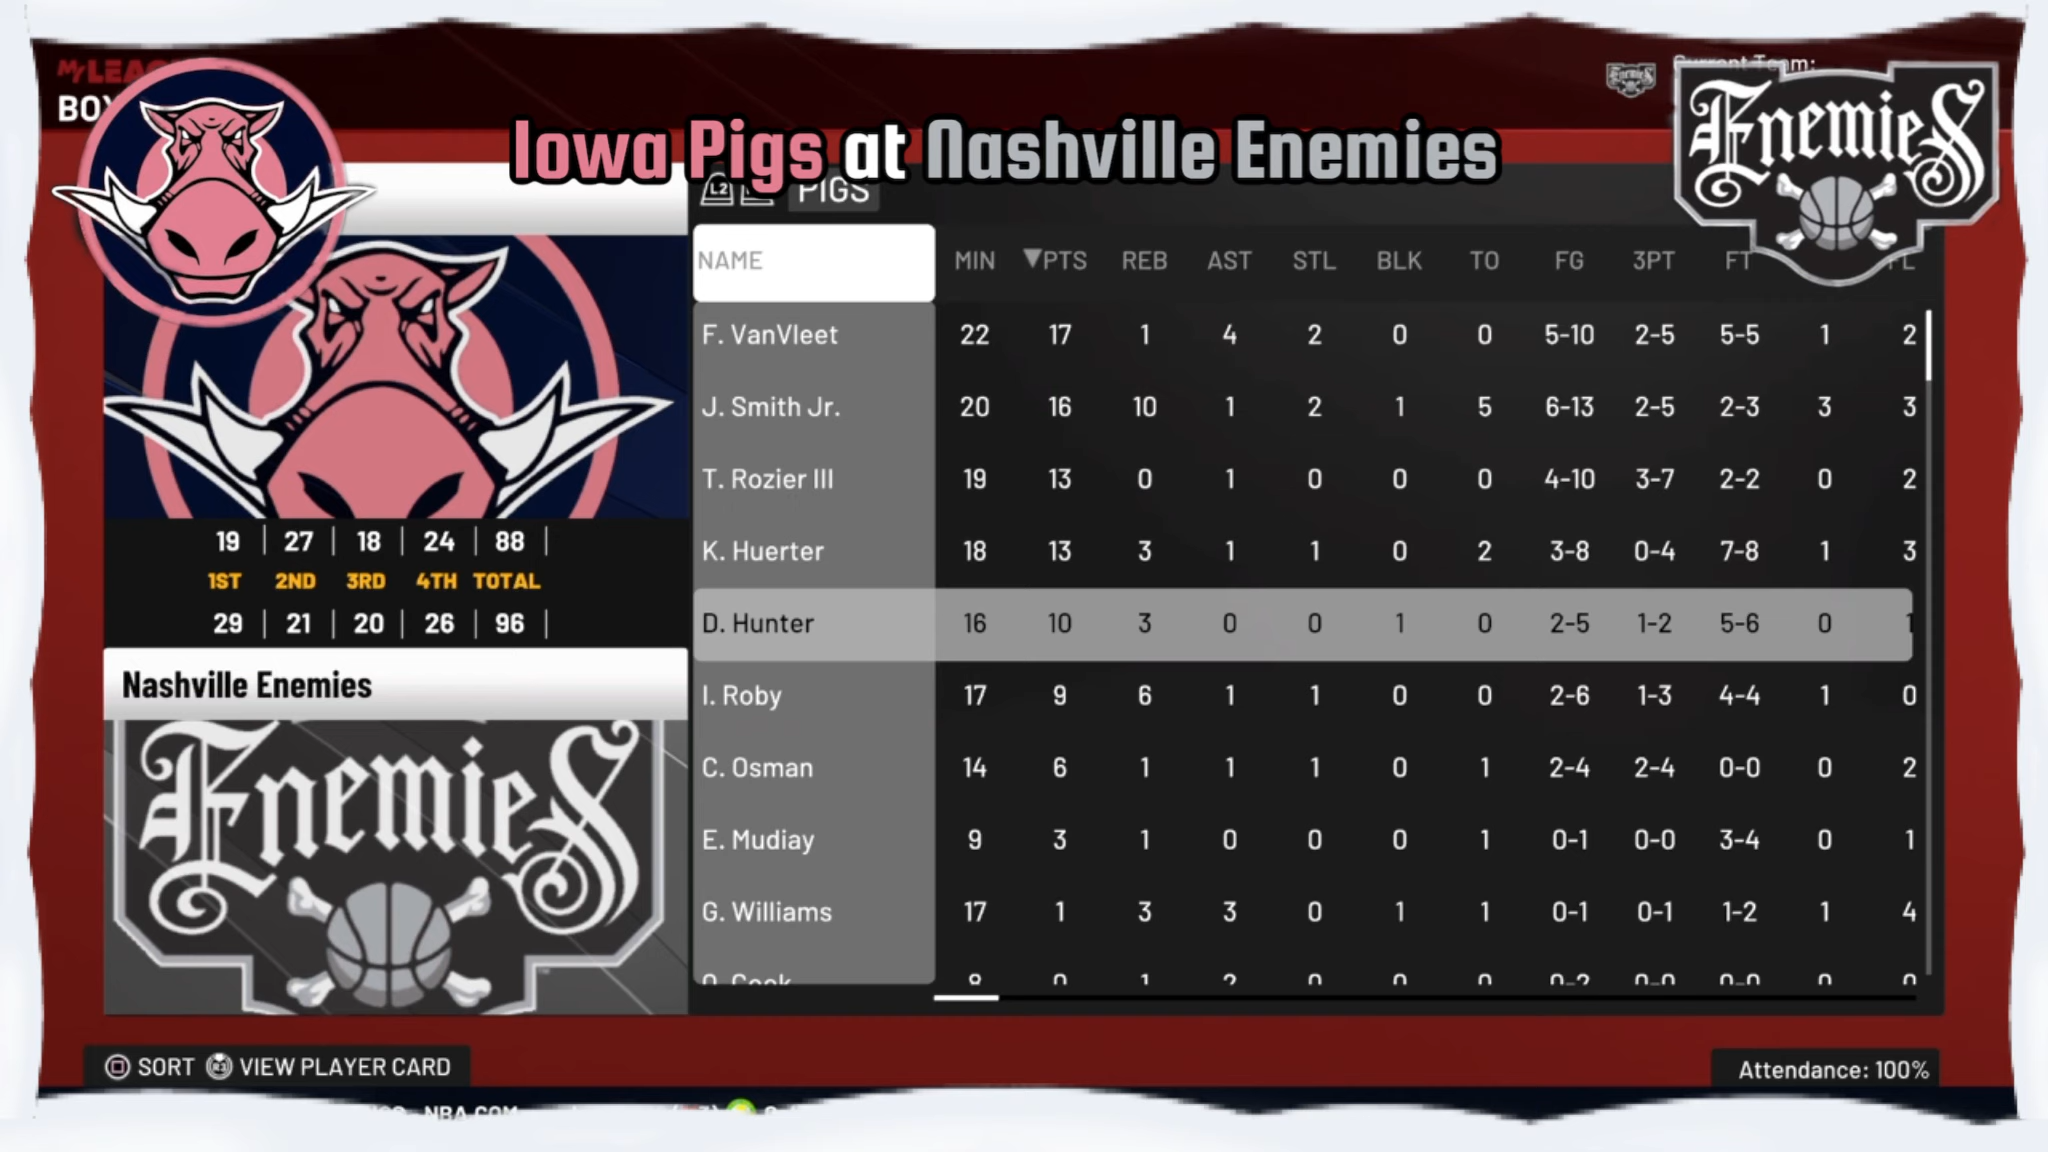 Iowa Pigs at Nashville Enemies
Current Team:
Enemies
L2 PIGS
NAME MIN ▼PTS REB AST STL BLK TO FG 3PT FT
F. VanVleet 22 17 1 4 2 0 0 5-10 2-5 5-5 1 2
J. Smith Jr. 20 16 10 1 2 1 5 6-13 2-5 2-3 3 3
T. Rozier III 19 13 0 1 0 0 0 4-10 3-7 2-2 0 2
K. Huerter 18 13 3 1 1 0 2 3-8 0-4 7-8 1 3
D. Hunter 16 10 3 0 0 1 0 2-5 1-2 5-6 0 1
I. Roby 17 9 6 1 1 0 0 2-6 1-3 4-4 1 0
C. Osman 14 6 1 1 1 0 1 2-4 2-4 0-0 0 2
E. Mudiay 9 3 1 0 0 0 1 0-1 0-0 3-4 0 1
G. Williams 17 1 3 3 0 1 1 0-1 0-1 1-2 1 4
19 27 18 24 88
1ST 2ND 3RD 4TH TOTAL
29 21 20 26 96
Nashville Enemies
Enemies
SORT R3 VIEW PLAYER CARD
Attendance: 100%
NBA.COM